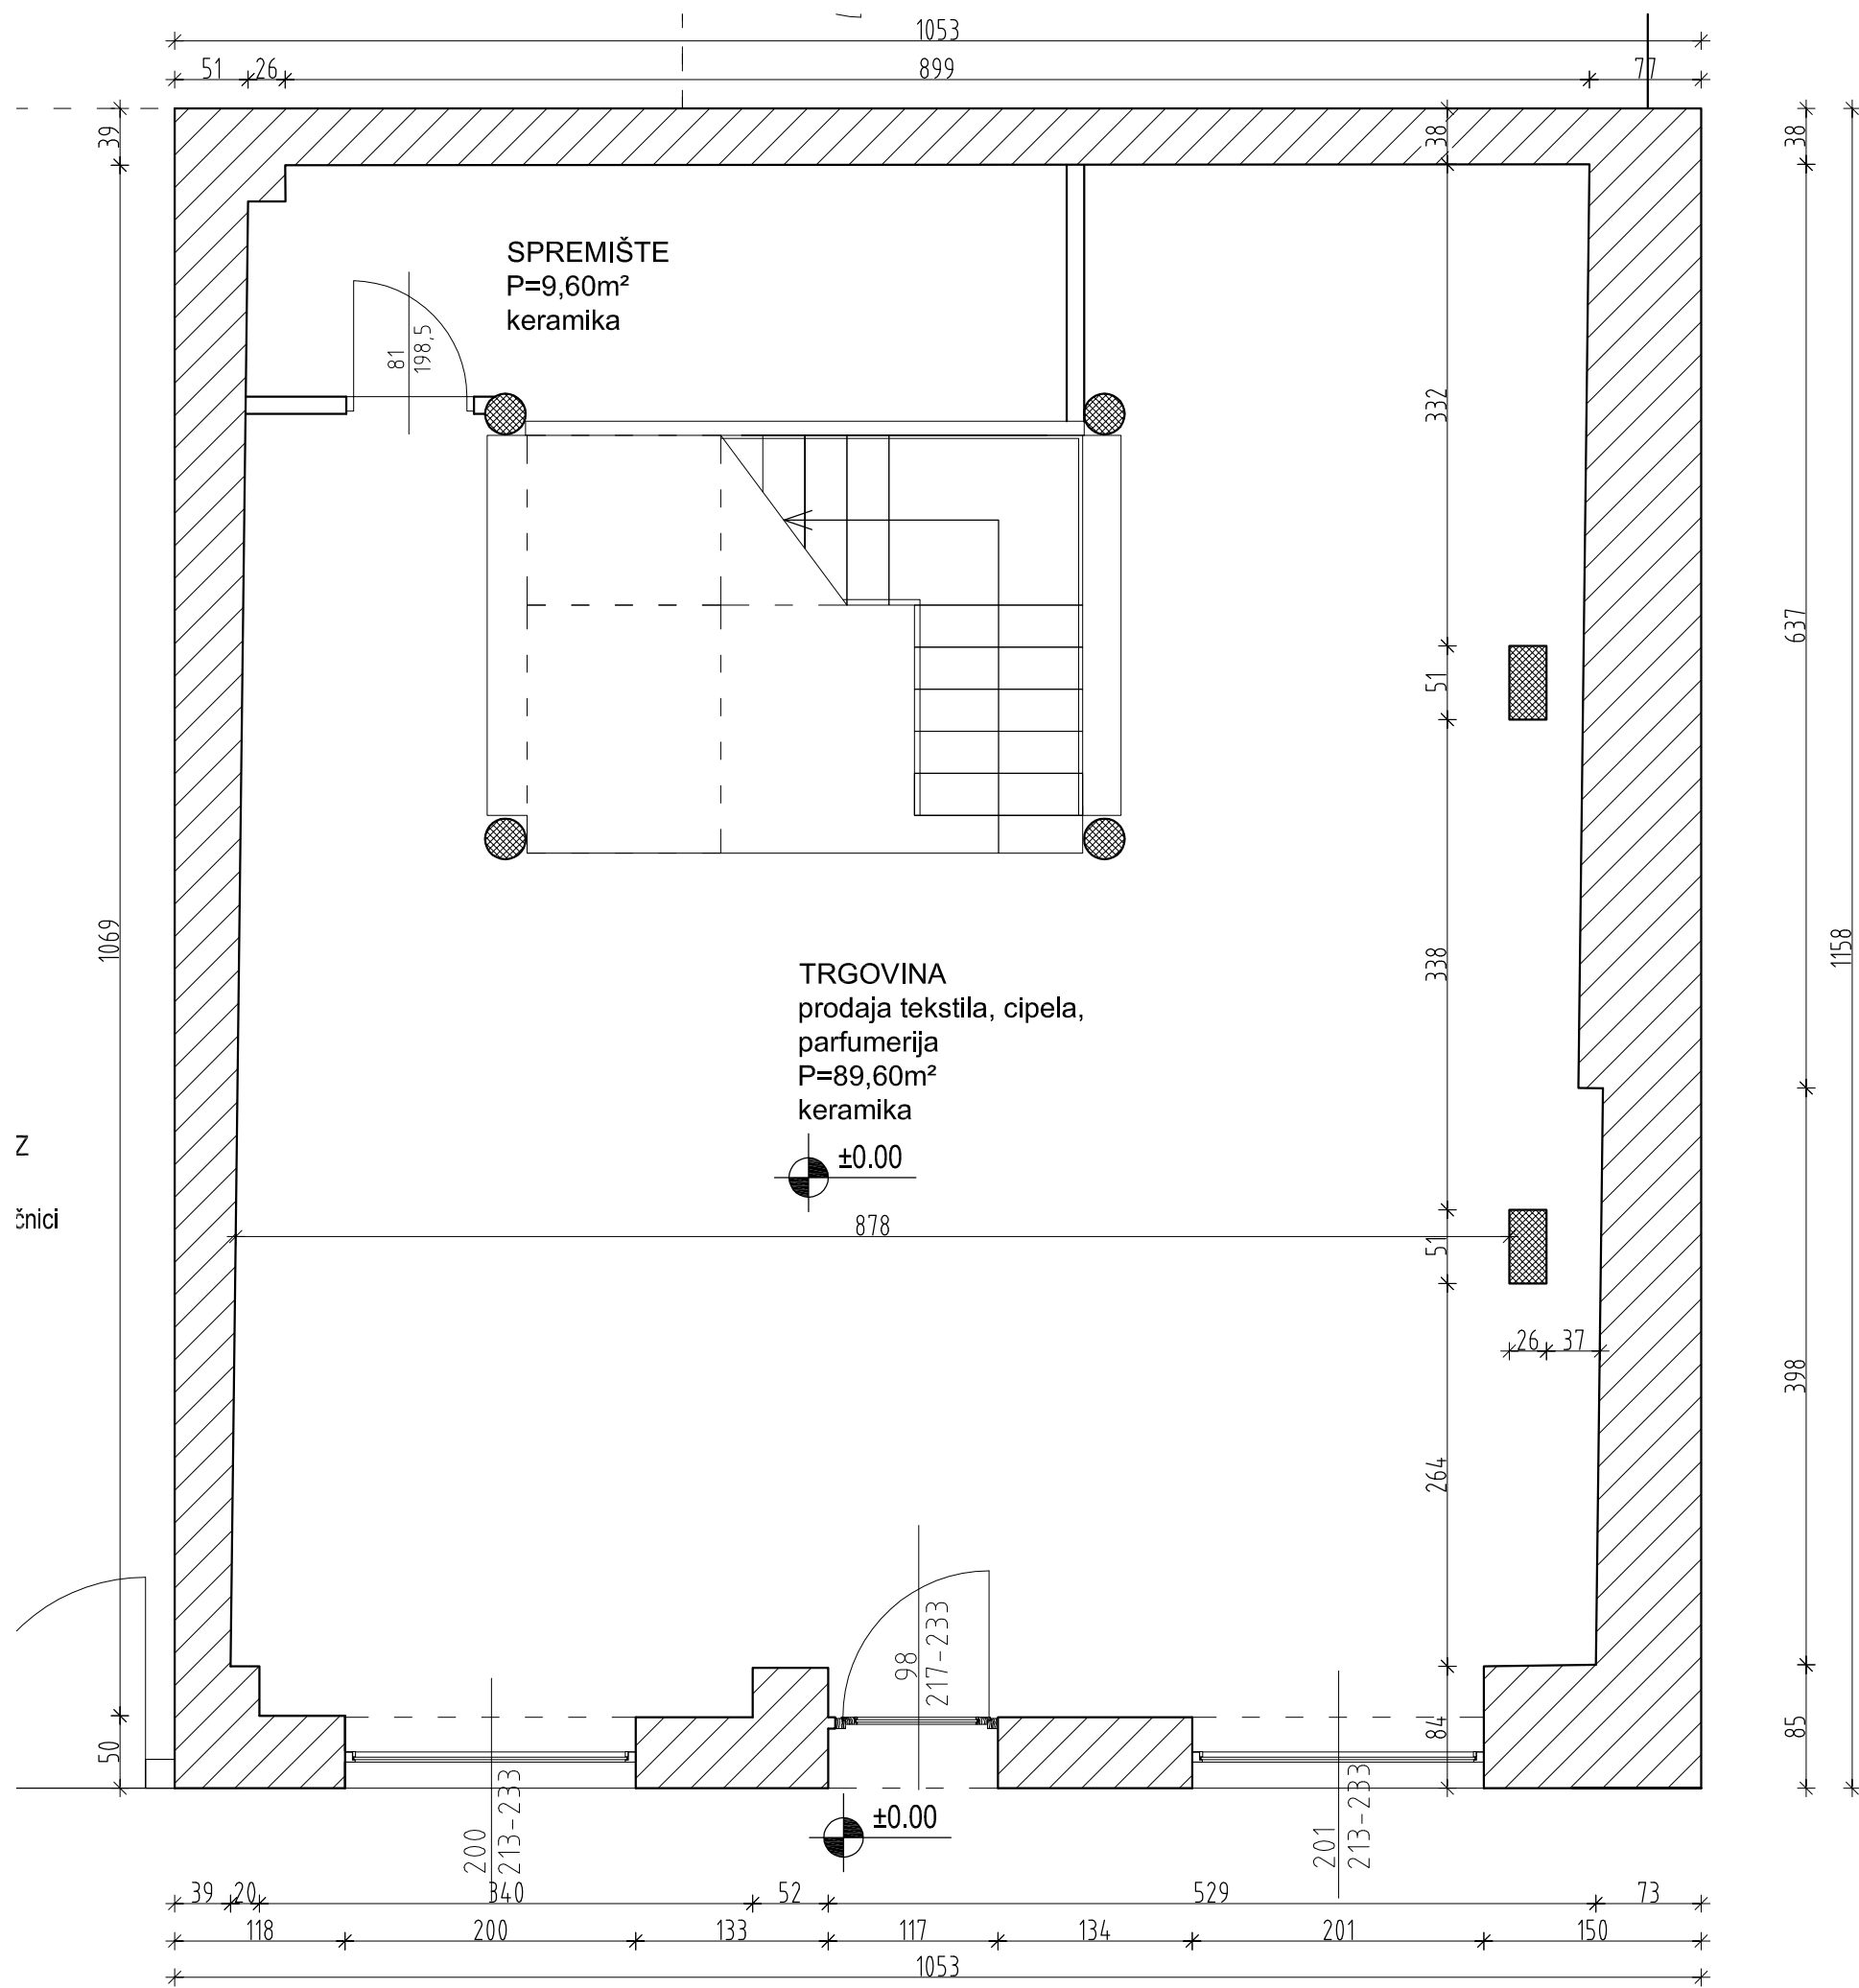 1053
51 26 899 77
39
38
38
SPREMIŠTE
P=9,60m²
keramika
81
198,5
332
637
51
1069
338
1158
TRGOVINA
prodaja tekstila, cipela,
parfumerija
P=89,60m²
keramika
±0.00
z
čnici
878
51
26 37
398
264
98
217-233
50
84
85
±0.00
200
213-233
201
213-233
39 20 340 52 529 73
118 200 133 117 134 201 150
1053